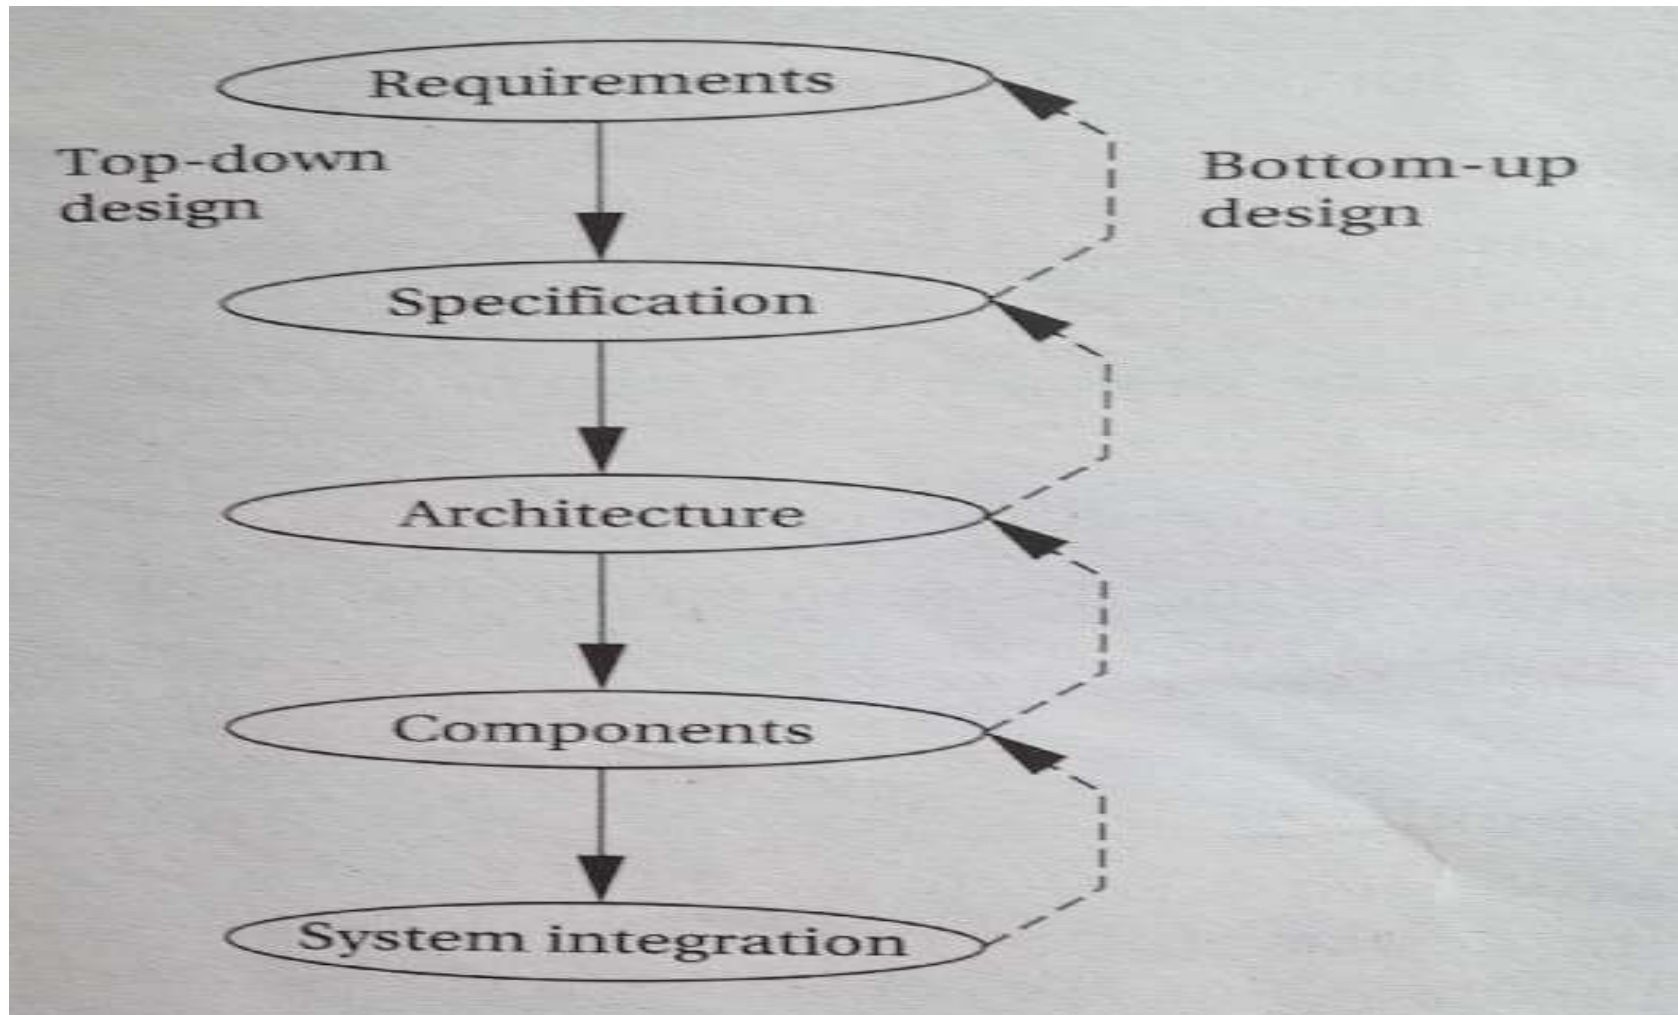 Requirements
Top-down
design
Bottom-up
design
Specification
Architecture
Components
System integration